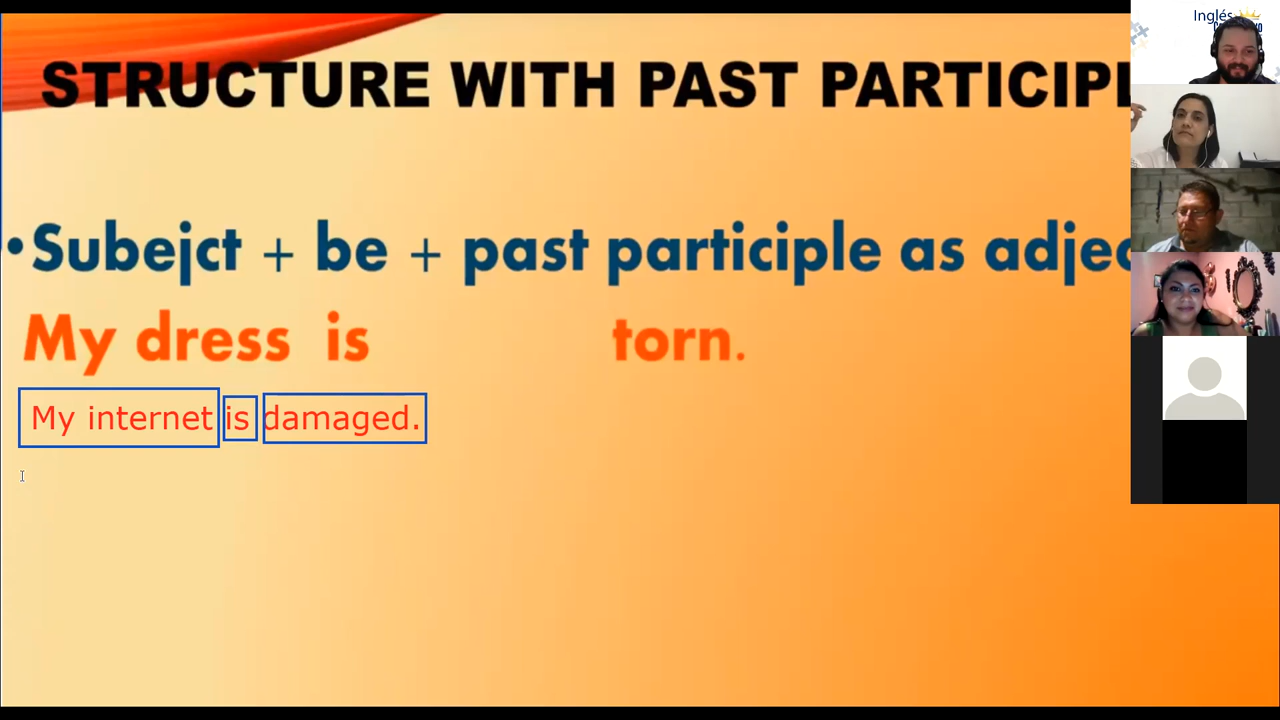 STRUCTURE WITH PAST PARTICIPL
•Subejct + be + past participle as adjec
My dress is torn.
My internet is damaged.
Inglés